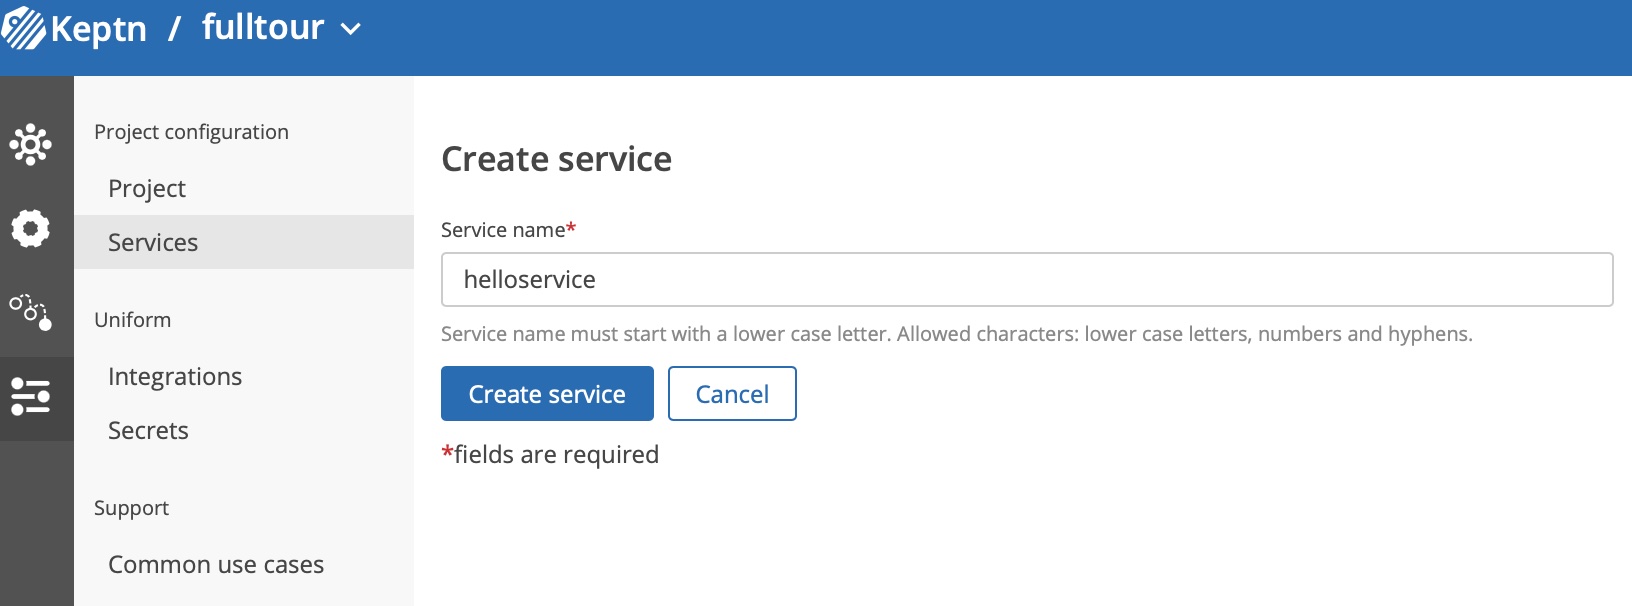 Keptn / fulltour
Project configuration
Project
Services
Uniform
Integrations
Secrets
Support
Common use cases
Create service
Service name*
helloservice
Service name must start with a lower case letter. Allowed characters: lower case letters, numbers and hyphens.
Create service Cancel
*fields are required